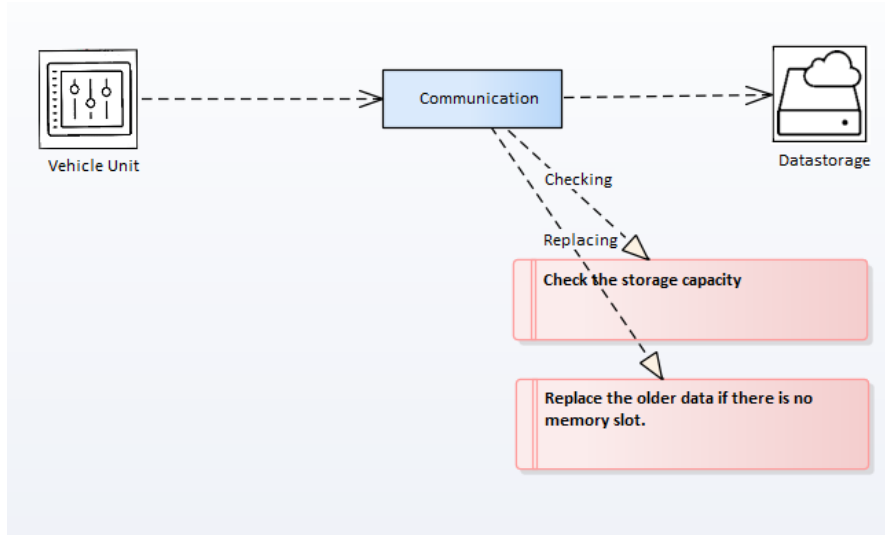 Communication
Vehicle Unit
Datastorage
Checking
Replacing
Check the storage capacity
Replace the older data if there is no
memory slot.